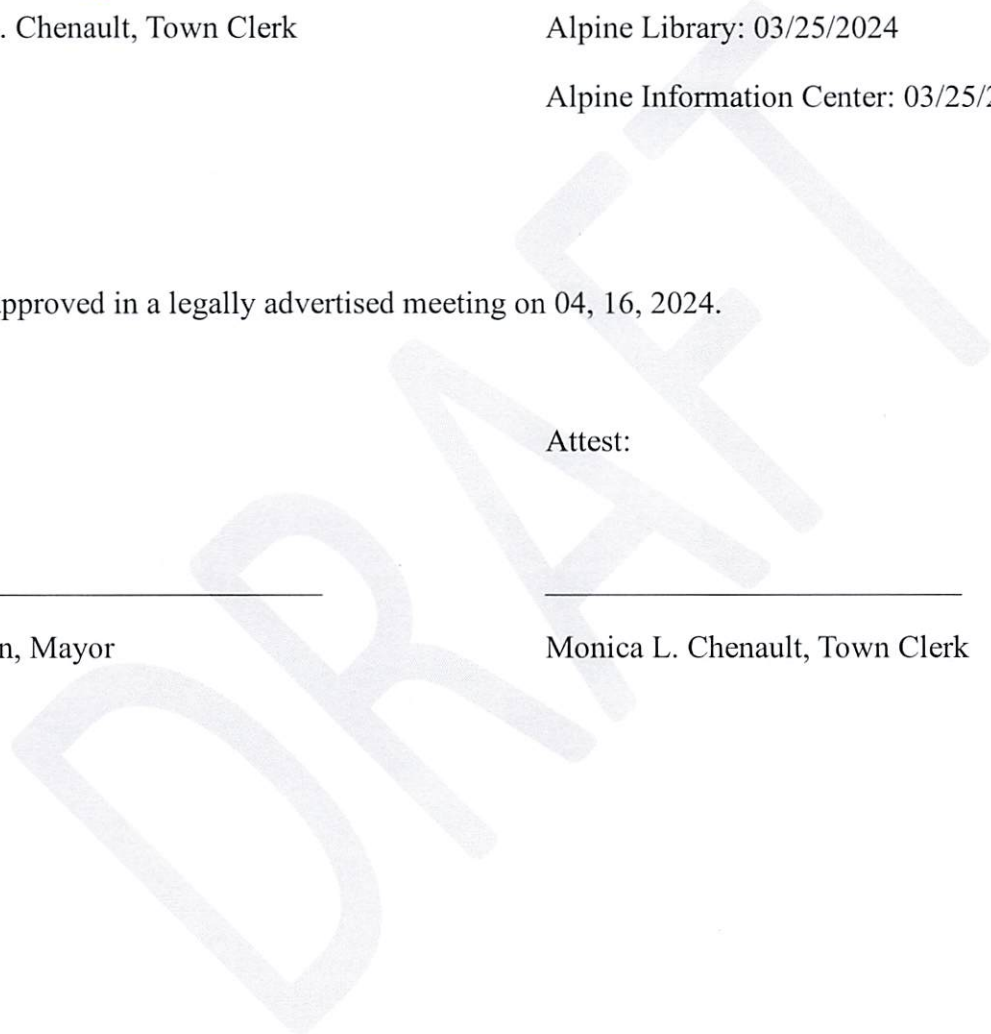 . Chenault, Town Clerk
Alpine Library: 03/25/2024
Alpine Information Center: 03/25/2
pproved in a legally advertised meeting on 04, 16, 2024.
Attest:
n, Mayor
Monica L. Chenault, Town Clerk
DRAFT